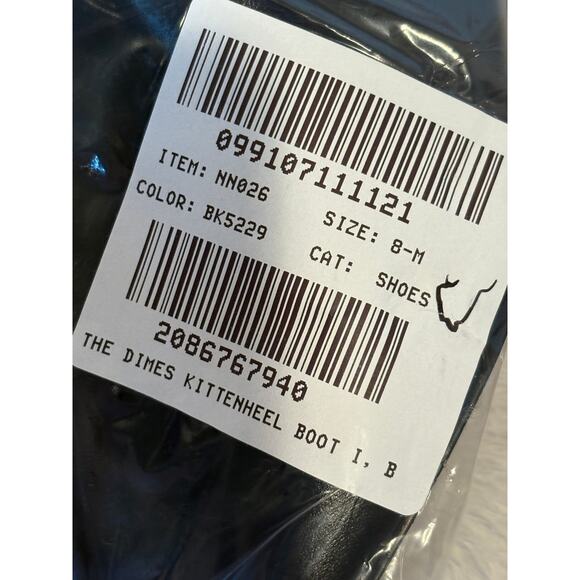 099107111121
ITEM: NN026 SIZE: 8-M
COLOR: BK5229 CAT: SHOES
2086767940
THE DIMES KITTENHEEL BOOT I, B